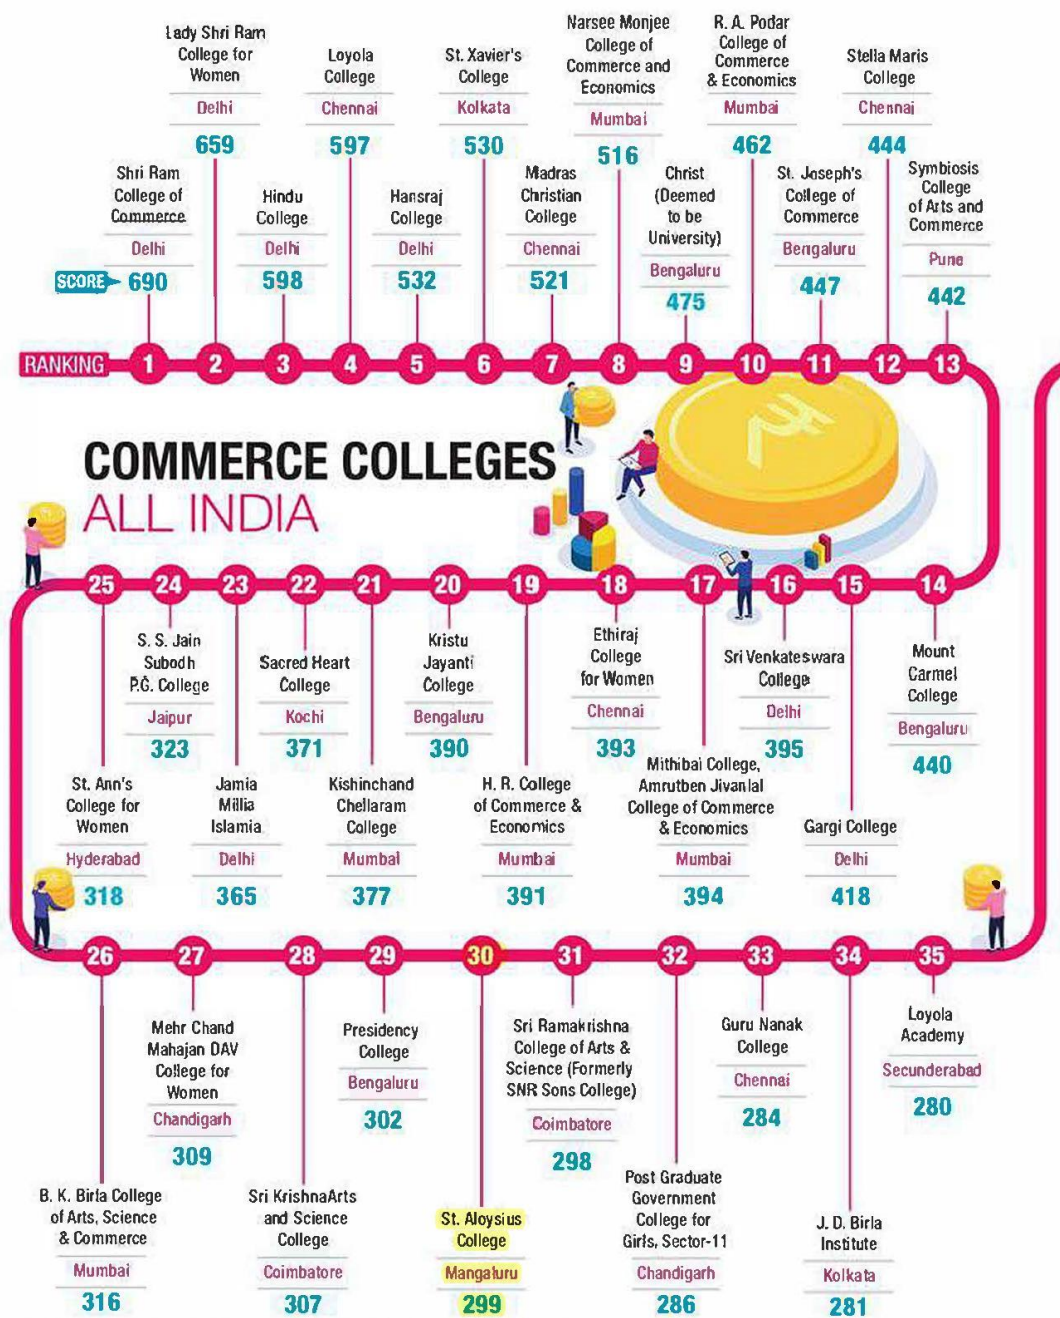 Shri Ram
College of
Commerce
Delhi
SCORE 690
Lady Shri Ram
College for
Women
Delhi
659
Hindu
College
Delhi
598
Loyola
College
Chennai
597
Hansraj
College
Delhi
532
St. Xavier's
College
Kolkata
530
Madras
Christian
College
Chennai
521
Narsee Monjee
College of
Commerce and
Economics
Mumbai
516
Christ
(Deemed
to be
University)
Bengaluru
475
R. A. Podar
College of
Commerce
& Economics
Mumbai
462
St. Joseph's
College of
Commerce
Bengaluru
447
Stella Maris
College
Chennai
444
Symbiosis
College
of Arts and
Commerce
Pune
442
RANKING 1 2 3 4 5 6 7 8 9 10 11 12 13
COMMERCE COLLEGES
ALL INDIA
₹
25 24 23 22 21 20 19 18 17 16 15 14
St. Ann's
College for
Women
Hyderabad
318
S. S. Jain
Subodh
P.G. College
Jaipur
323
Jamia
Millia
Islamia
Delhi
365
Sacred Heart
College
Kochi
371
Kishinchand
Chellaram
College
Mumbai
377
Kristu
Jayanti
College
Bengaluru
390
H. R. College
of Commerce &
Economics
Mumbai
391
Ethiraj
College
for Women
Chennai
393
Mithibai College,
Amrutben Jivanlal
College of Commerce
& Economics
Mumbai
394
Sri Venkateswara
College
Delhi
395
Gargi College
Delhi
418
Mount
Carmel
College
Bengaluru
440
26 27 28 29 30 31 32 33 34 35
B. K. Birla College
of Arts, Science
& Commerce
Mumbai
316
Mehr Chand
Mahajan DAV
College for
Women
Chandigarh
309
Sri KrishnaArts
and Science
College
Coimbatore
307
Presidency
College
Bengaluru
302
St. Aloysius
College
Mangaluru
299
Sri Ramakrishna
College of Arts &
Science (Formerly
SNR Sons College)
Coimbatore
298
Post Graduate
Government
College for
Girls, Sector-11
Chandigarh
286
Guru Nanak
College
Chennai
284
J. D. Birla
Institute
Kolkata
281
Loyola
Academy
Secunderabad
280